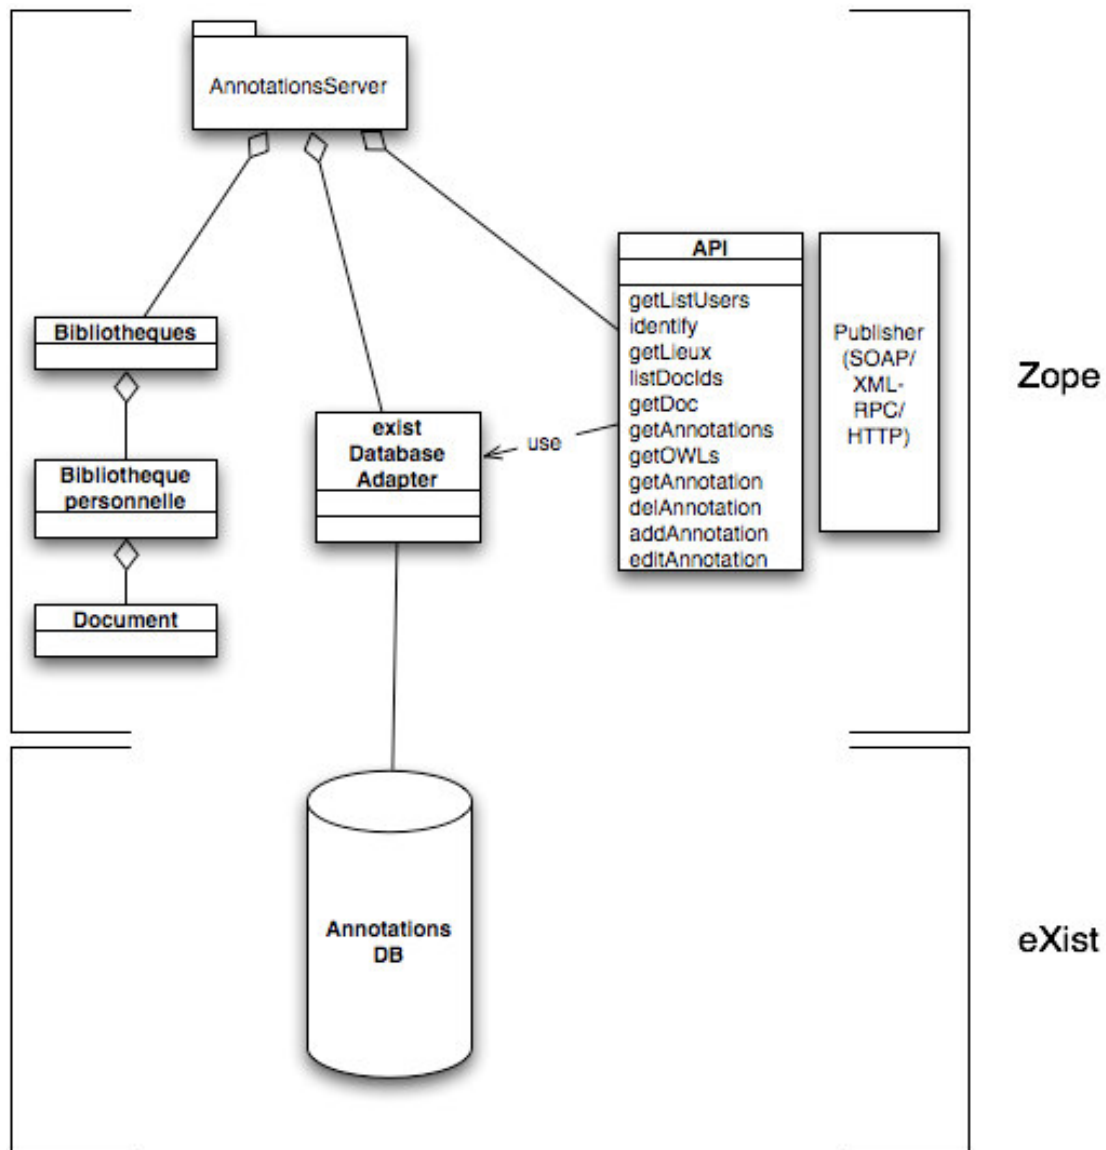 AnnotationsServer
API
getListUsers
identify
getLieux
listDocIds
getDoc
getAnnotations
getOWLs
getAnnotation
delAnnotation
addAnnotation
editAnnotation
Publisher
(SOAP/
XML-
RPC/
HTTP)
Zope
Bibliotheques
exist
Database
Adapter
use
Bibliotheque
personnelle
Document
Annotations
DB
eXist